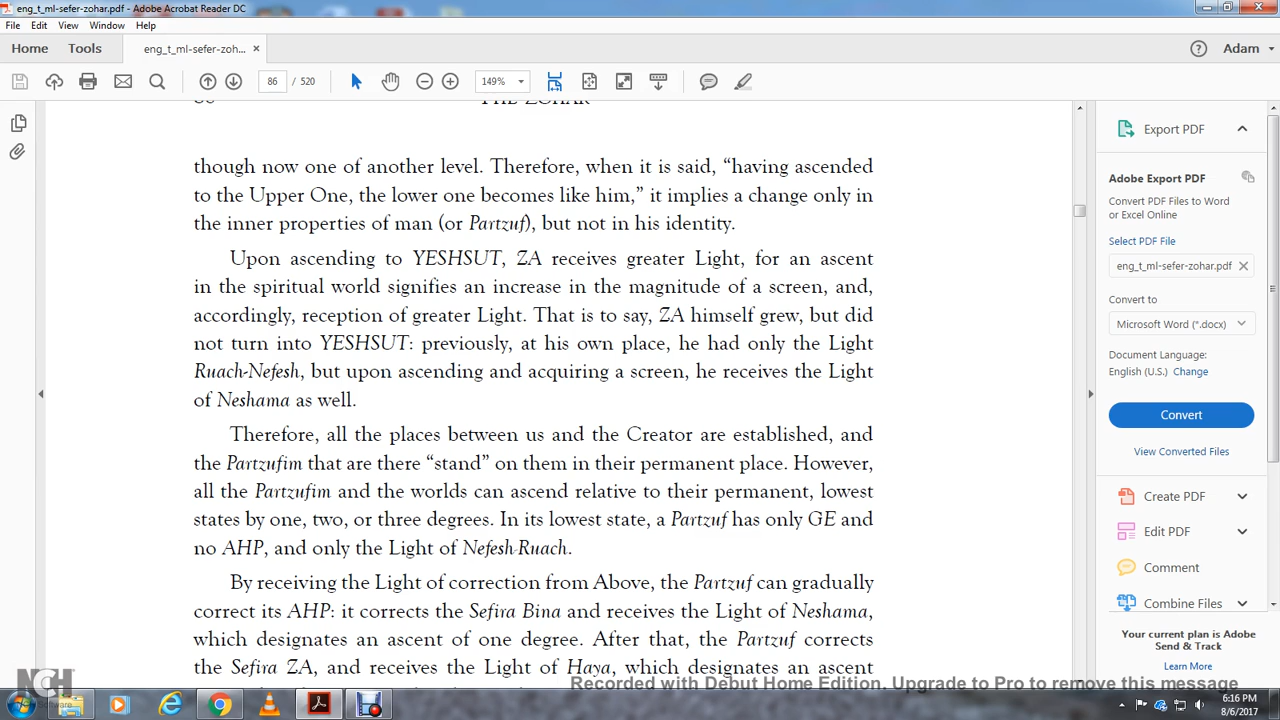 eng_t_ml-sefer-zohar.pdf - Adobe Acrobat Reader DC
File Edit View Window Help
Home Tools eng_t_ml-sefer-zoh... × Adam
86 / 520 149%
THE ZOHAR
though now one of another level. Therefore, when it is said, “having ascended
to the Upper One, the lower one becomes like him,” it implies a change only in
the inner properties of man (or Partzuf), but not in his identity.
Upon ascending to YESHSUT, ZA receives greater Light, for an ascent
in the spiritual world signifies an increase in the magnitude of a screen, and,
accordingly, reception of greater Light. That is to say, ZA himself grew, but did
not turn into YESHSUT: previously, at his own place, he had only the Light
Ruach-Nefesh, but upon ascending and acquiring a screen, he receives the Light
of Neshama as well.
Therefore, all the places between us and the Creator are established, and
the Partzufim that are there “stand” on them in their permanent place. However,
all the Partzufim and the worlds can ascend relative to their permanent, lowest
states by one, two, or three degrees. In its lowest state, a Partzuf has only GE and
no AHP, and only the Light of Nefesh-Ruach.
By receiving the Light of correction from Above, the Partzuf can gradually
correct its AHP: it corrects the Sefira Bina and receives the Light of Neshama,
which designates an ascent of one degree. After that, the Partzuf corrects
the Sefira ZA, and receives the Light of Haya, which designates an ascent
Export PDF
Adobe Export PDF
Convert PDF Files to Word
or Excel Online
Select PDF File
eng_t_ml-sefer-zohar.pdf
Convert to
Microsoft Word (*.docx)
Document Language:
English (U.S.) Change
Convert
View Converted Files
Create PDF
Edit PDF
Comment
Combine Files
Your current plan is Adobe
Send & Track
Learn More
NCH
Software
Recorded with Debut Home Edition. Upgrade to Pro to remove this message
6:16 PM
8/6/2017